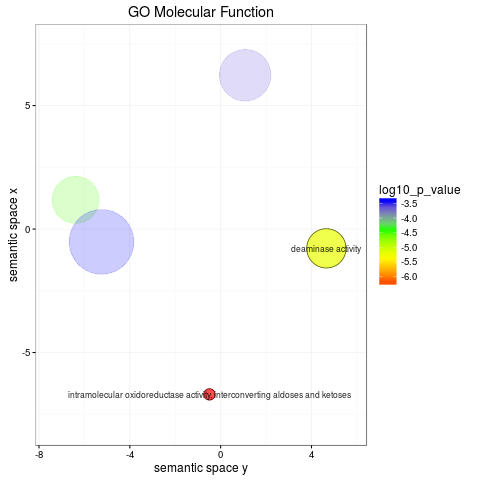 GO Molecular Function
semantic space x
5
0
-5
-8
-4
0
4
semantic space y
deaminase activity
intramolecular oxidoreductase activity, interconverting aldoses and ketoses
log10_p_value
-3.5
-4.0
-4.5
-5.0
-5.5
-6.0